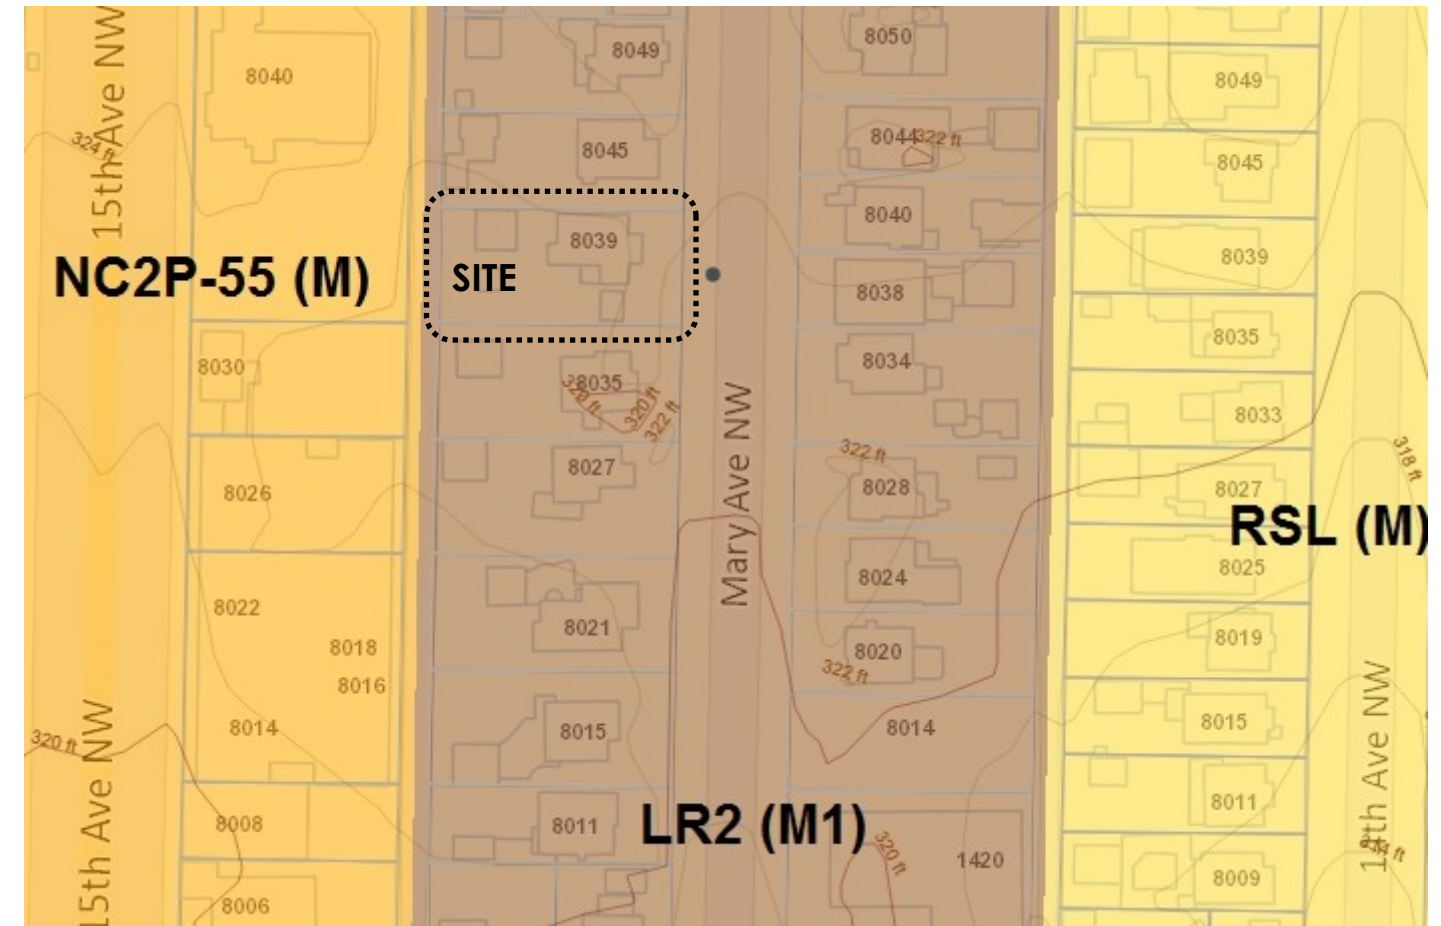 15th Ave NW
8040
324 ft
NC2P-55 (M)
8030
8026
8022
8018
8016
8014
320 ft
15th Ave NW
8008
8006
8049
8045
8039
SITE
8035
320 ft
320 ft
322 ft
8027
8021
8015
8011
Mary Ave NW
LR2 (M1)
8050
8044
322 ft
8040
8038
8034
322 ft
8028
8024
8020
322 ft
8014
320 ft
1420
8049
8045
8039
8035
8033
318 ft
8027
RSL (M)
8025
8019
8015
14th Ave NW
8011
8009